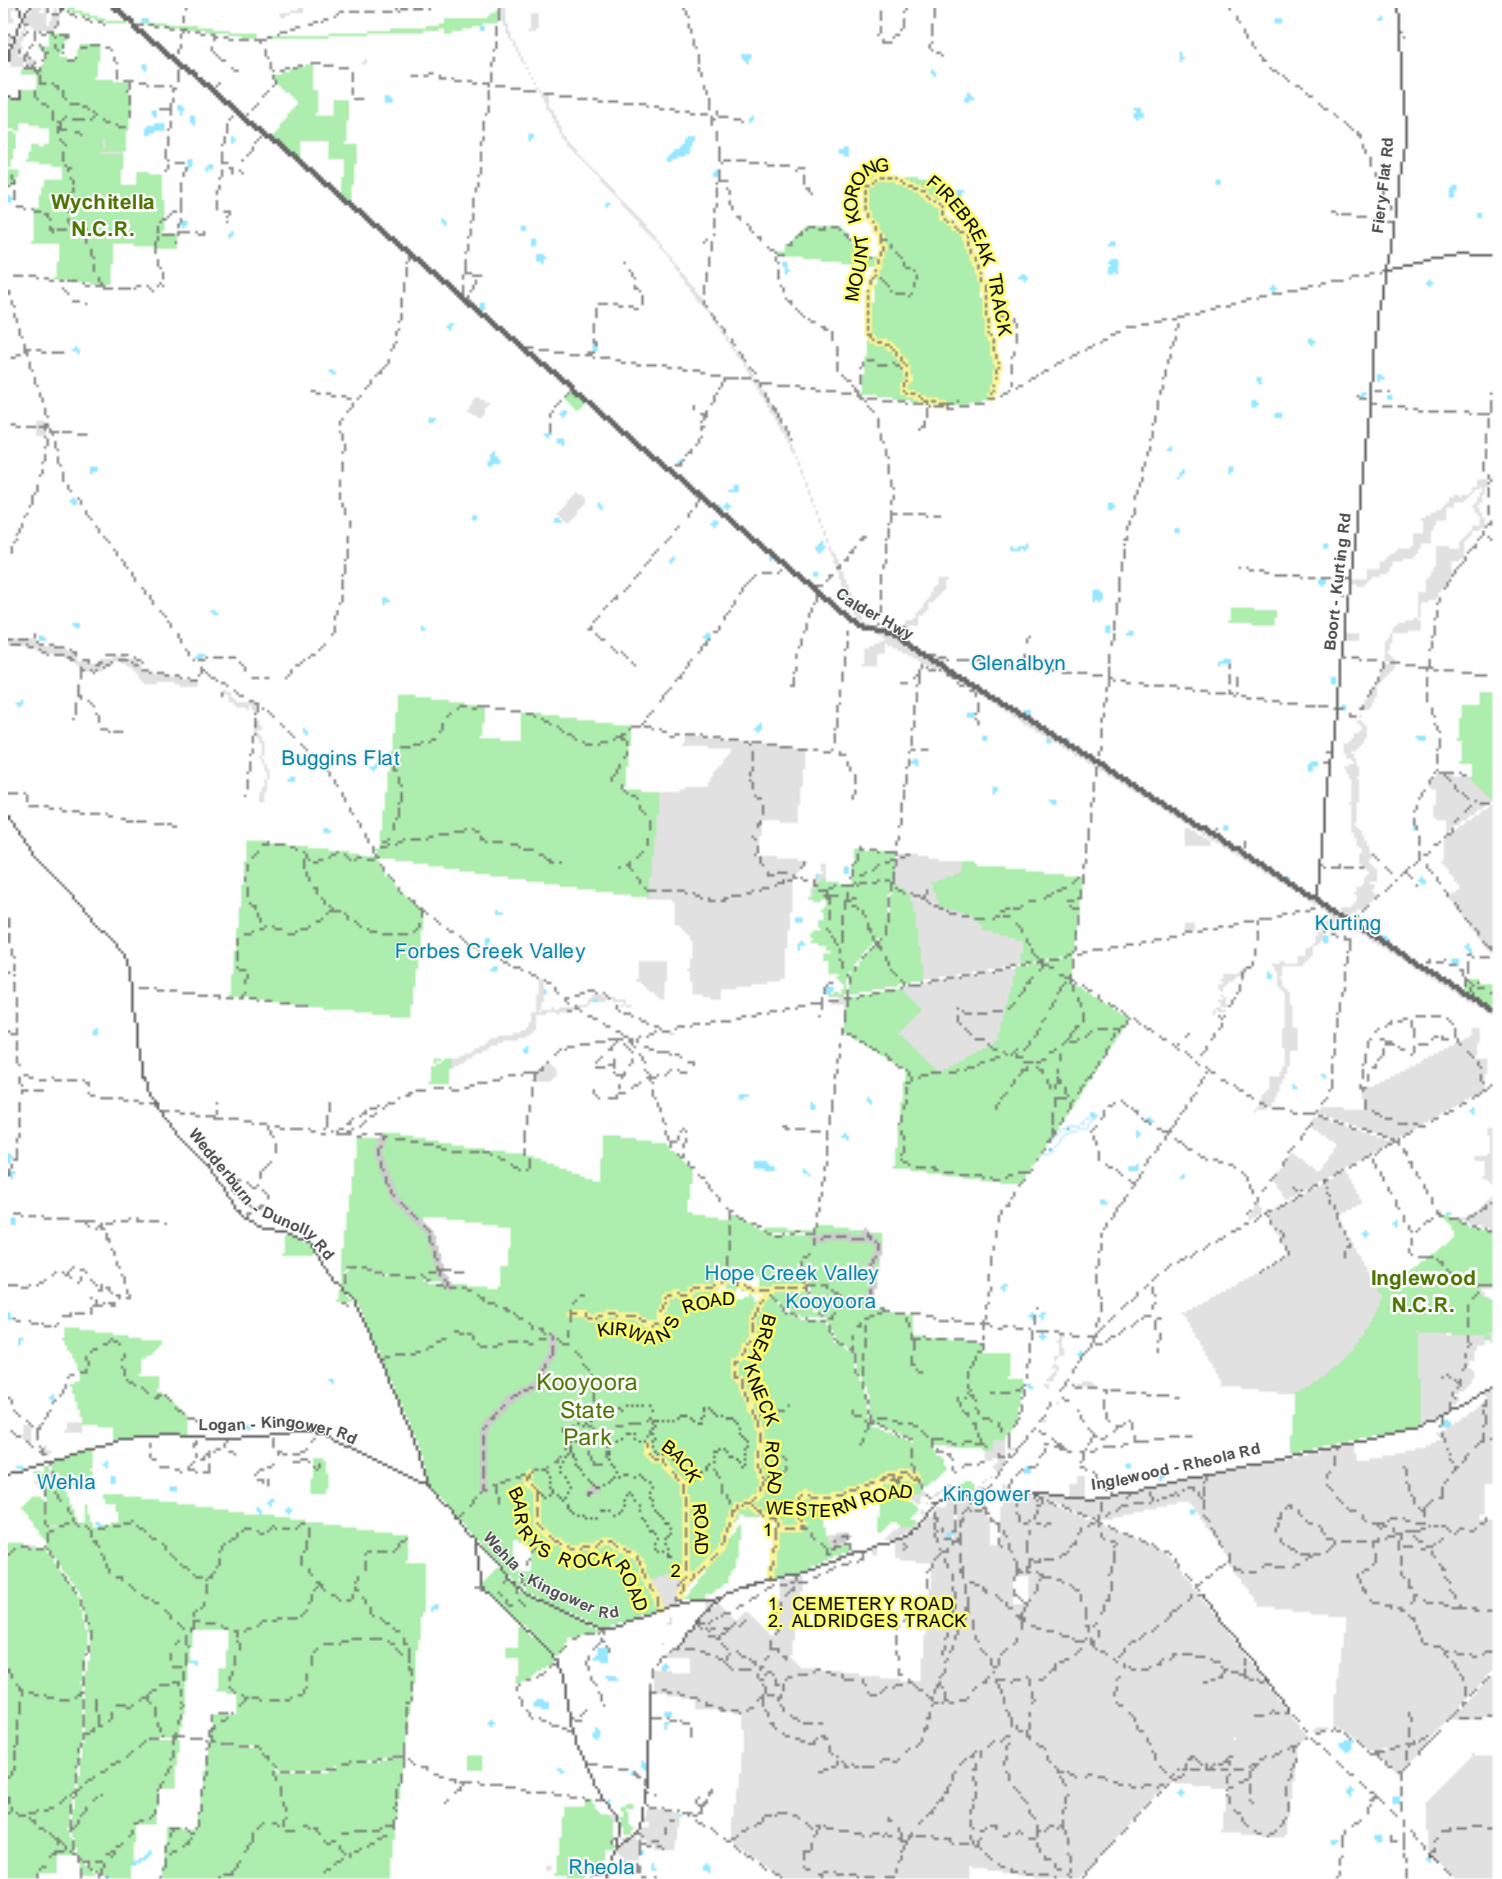 Wychitella
N.C.R.
MOUNT KORONG FIREBREAK TRACK
Fiery Flat Rd
Boort - Kurting Rd
Calder Hwy
Glenalbyn
Buggins Flat
Kurting
Forbes Creek Valley
Wedderburn - Dunolly Rd
Hope Creek Valley
Kooyoora
Inglewood
N.C.R.
KIRWANS ROAD
BREAKNECK ROAD
Kooyoora
State
Park
Logan - Kingower Rd
Wehla
BACK ROAD
Inglewood - Rheola Rd
Kingower
WESTERN ROAD
BARRYS ROCK ROAD
1
2
Wehla - Kingower Rd
1. CEMETERY ROAD
2. ALDRIDGES TRACK
Rheola